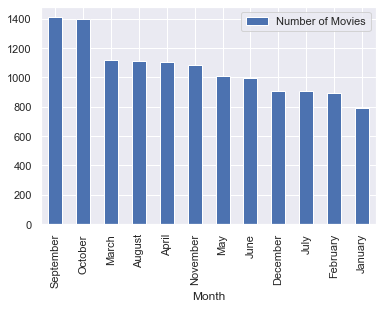 Number of Movies
1400
1200
1000
800
600
400
200
0
September
October
March
August
April
November
May
June
December
July
February
January
Month